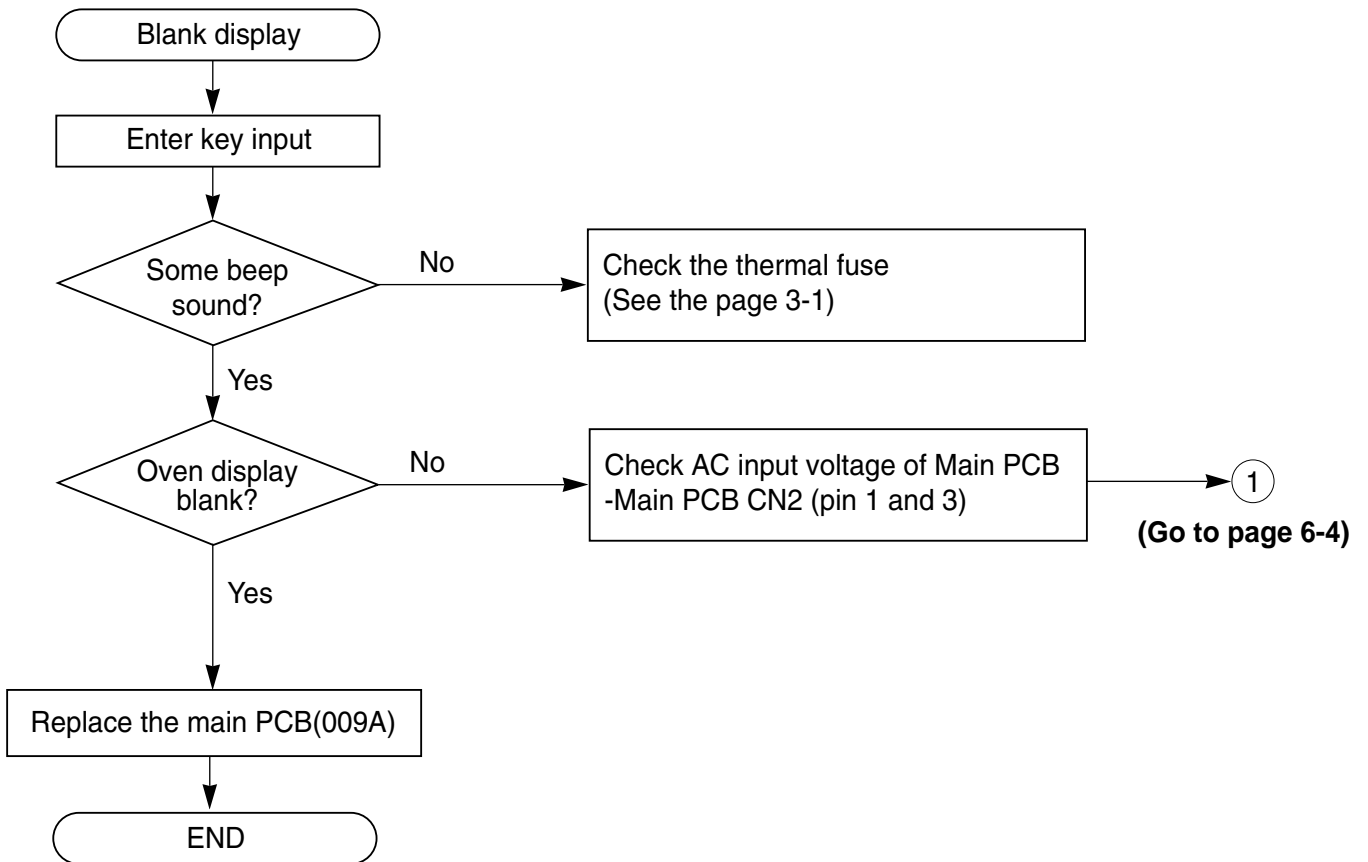 Blank display
Enter key input
Some beep
sound?
No
Check the thermal fuse
(See the page 3-1)
Yes
Oven display
blank?
No
Check AC input voltage of Main PCB
-Main PCB CN2 (pin 1 and 3)
1
(Go to page 6-4)
Yes
Replace the main PCB(009A)
END